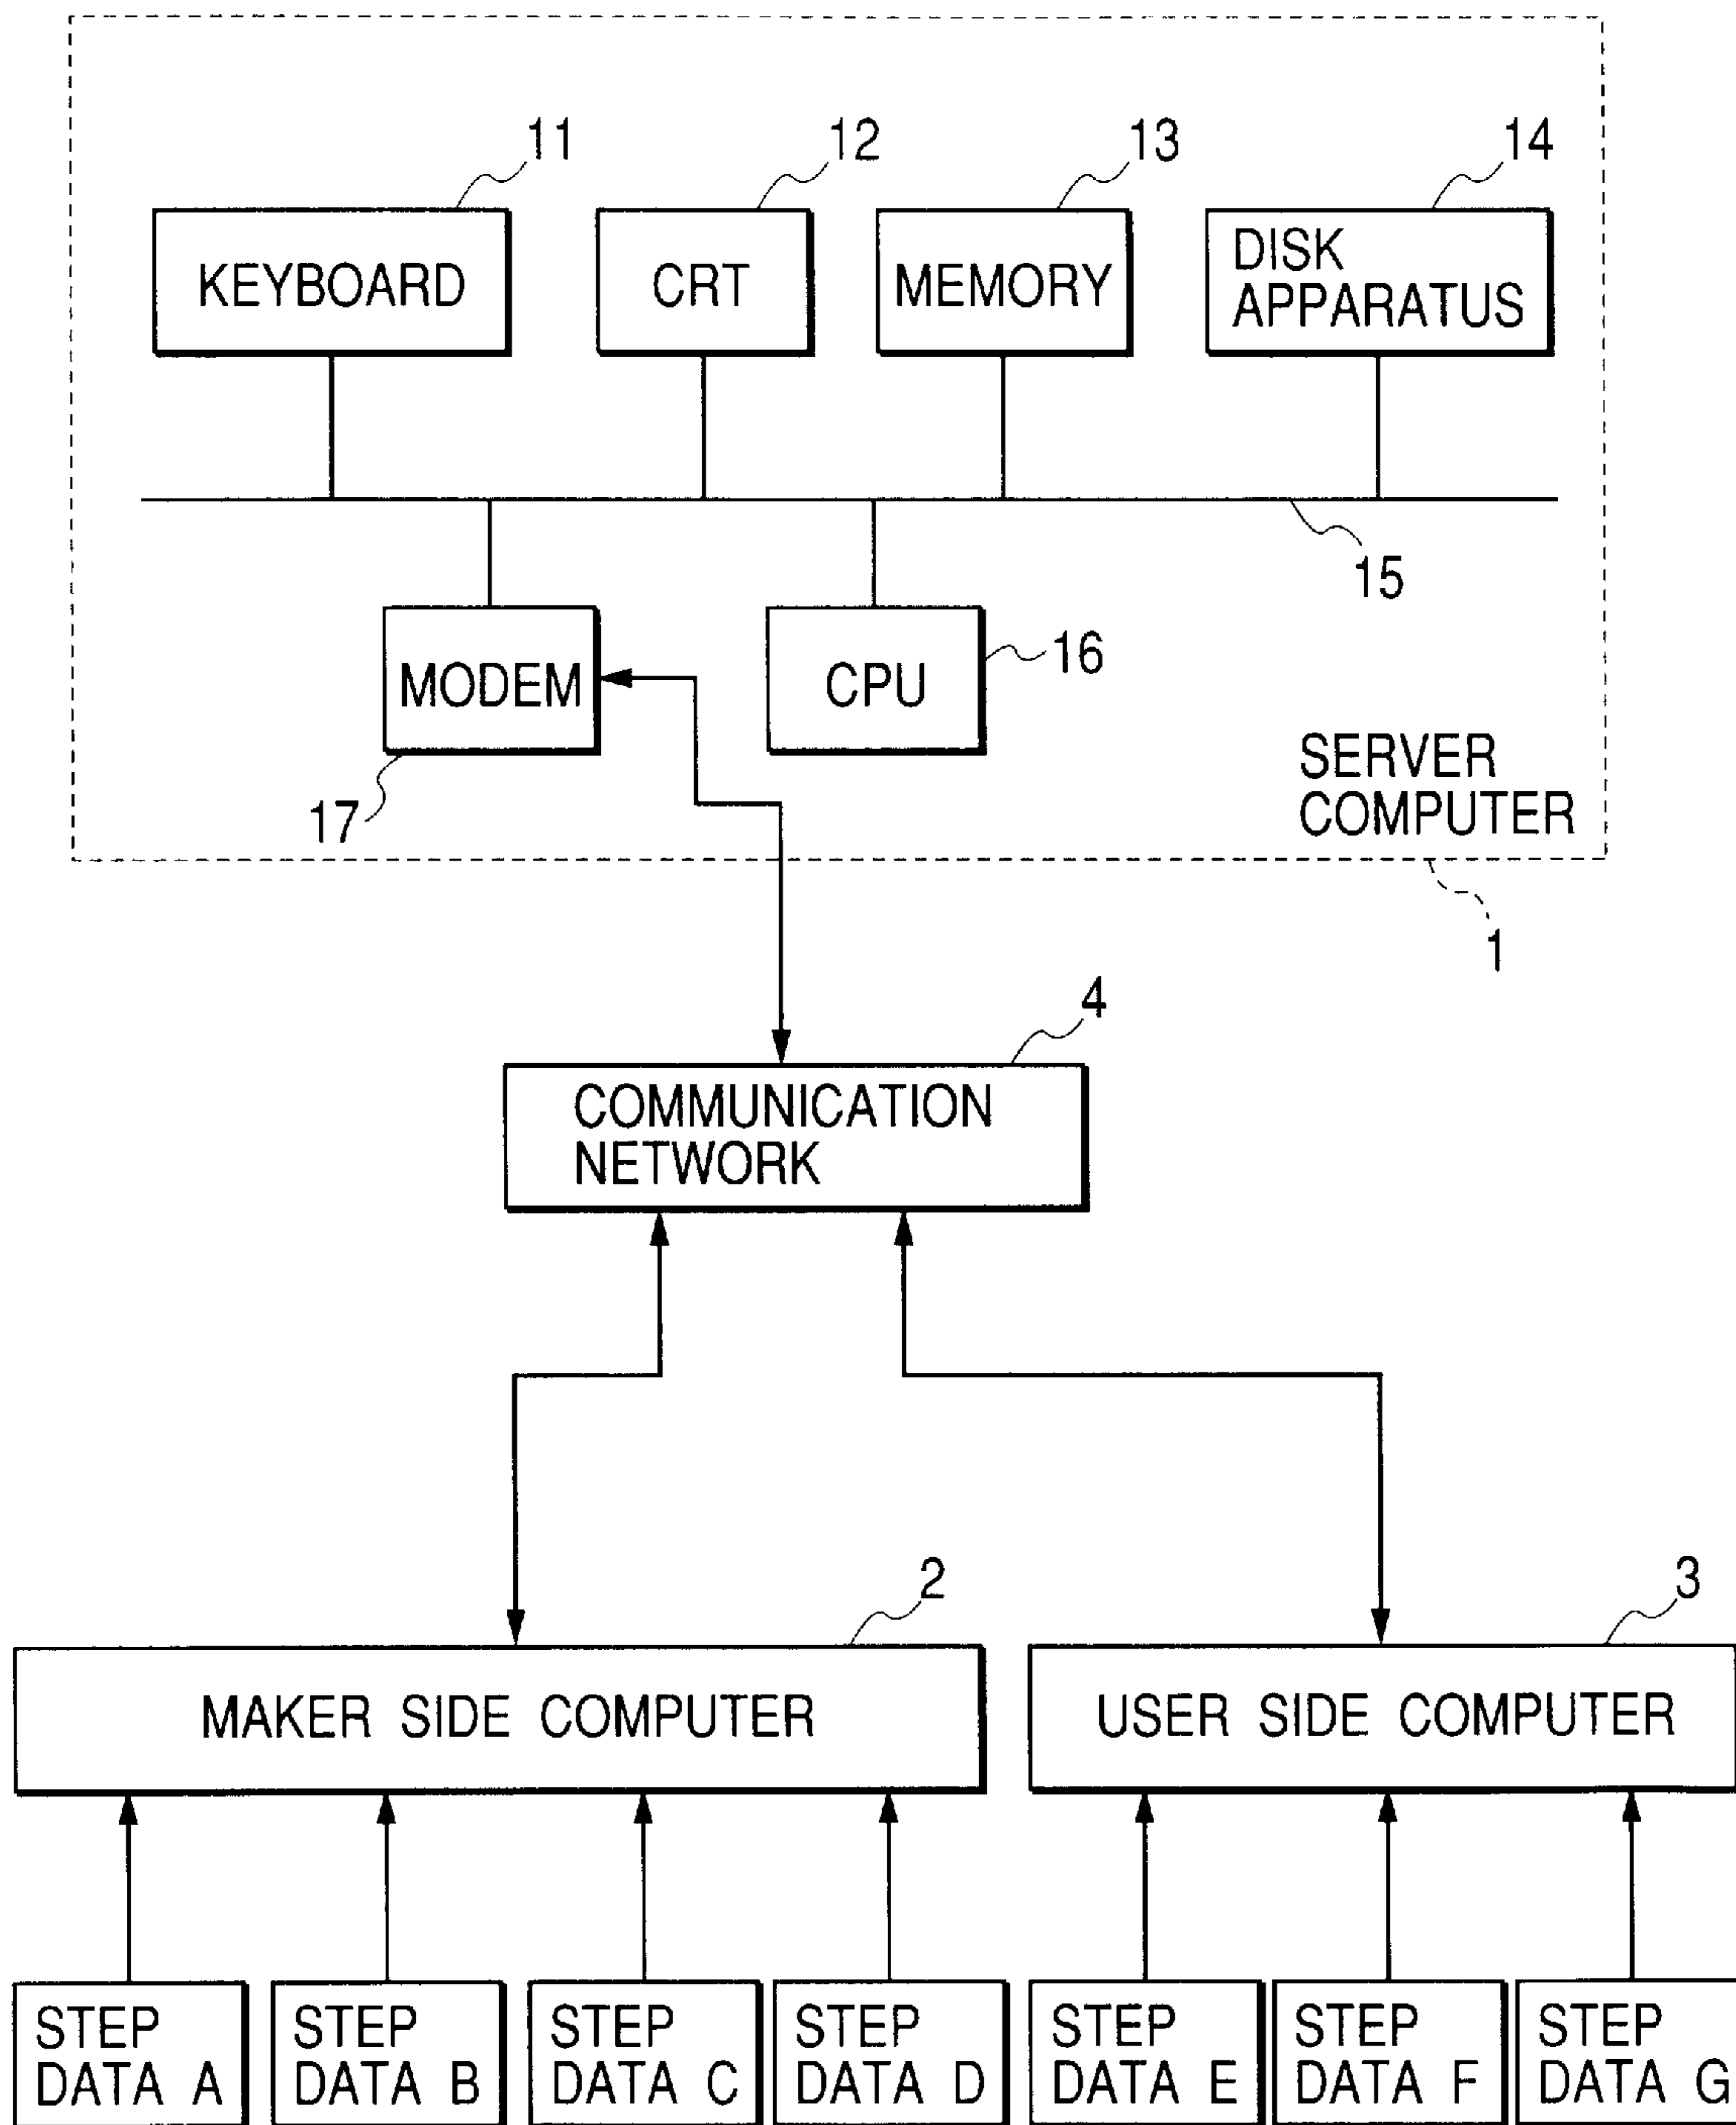 11
12
13
14
KEYBOARD
CRT
MEMORY
DISK
APPARATUS
15
MODEM
CPU
16
17
SERVER
COMPUTER
1
4
COMMUNICATION
NETWORK
2
3
MAKER SIDE COMPUTER
USER SIDE COMPUTER
STEP
DATA A
STEP
DATA B
STEP
DATA C
STEP
DATA D
STEP
DATA E
STEP
DATA F
STEP
DATA G